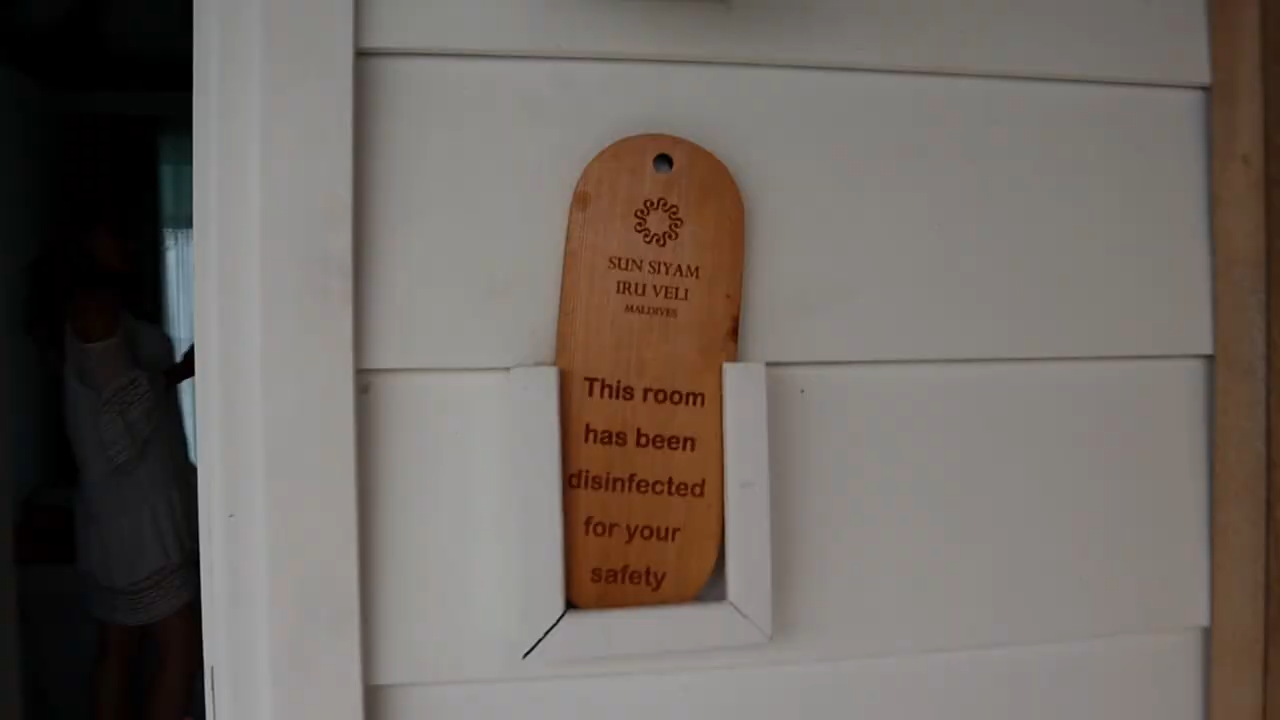 SUN SIYAM
IRU VELI
MALDIVES
This room
has been
disinfected
for your
safety